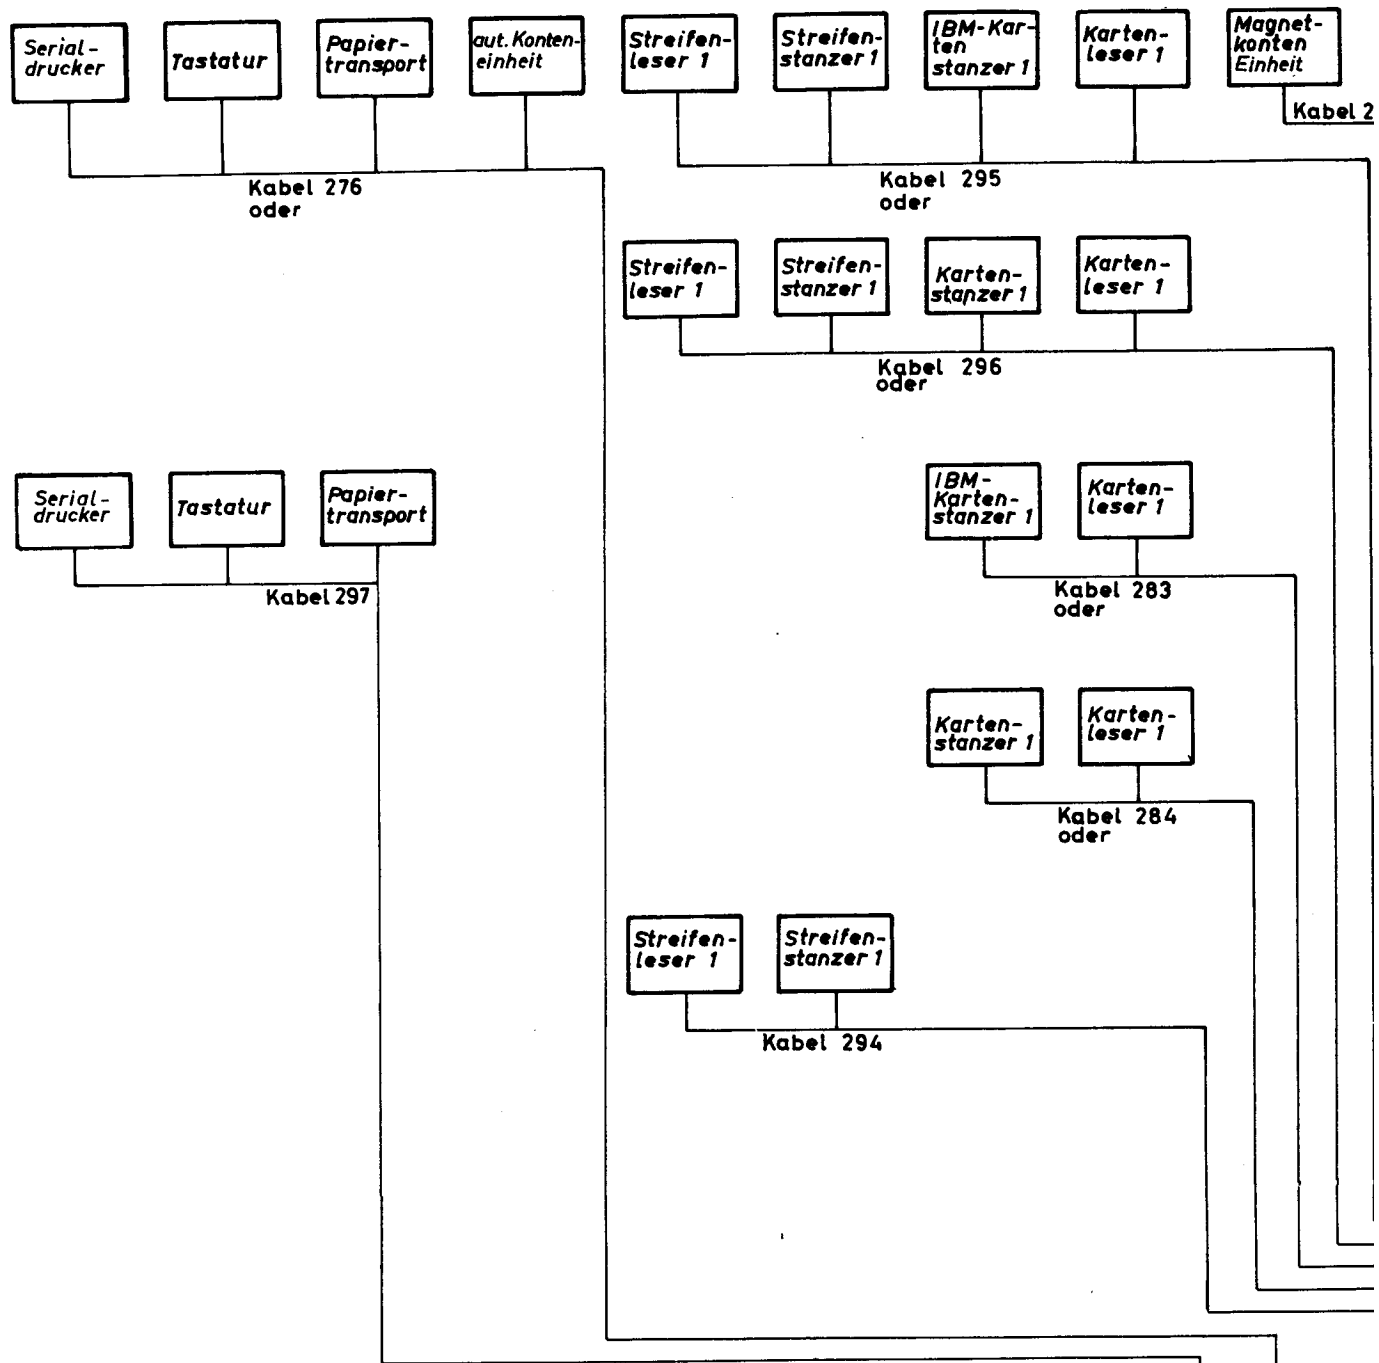 Serial-
drucker
Tastatur
Papier-
transport
aut. Konten-
einheit
Streifen-
leser 1
Streifen-
stanzer 1
IBM-Kar-
ten
stanzer 1
Karten-
leser 1
Magnet-
konten
Einheit
Kabel 2
Kabel 276
oder
Kabel 295
oder
Streifen-
leser 1
Streifen-
stanzer 1
Karten-
stanzer 1
Karten-
leser 1
Kabel 296
oder
Serial-
drucker
Tastatur
Papier-
transport
IBM-
Karten-
stanzer 1
Karten-
leser 1
Kabel 297
Kabel 283
oder
Karten-
stanzer 1
Karten-
leser 1
Kabel 284
oder
Streifen-
leser 1
Streifen-
stanzer 1
Kabel 294